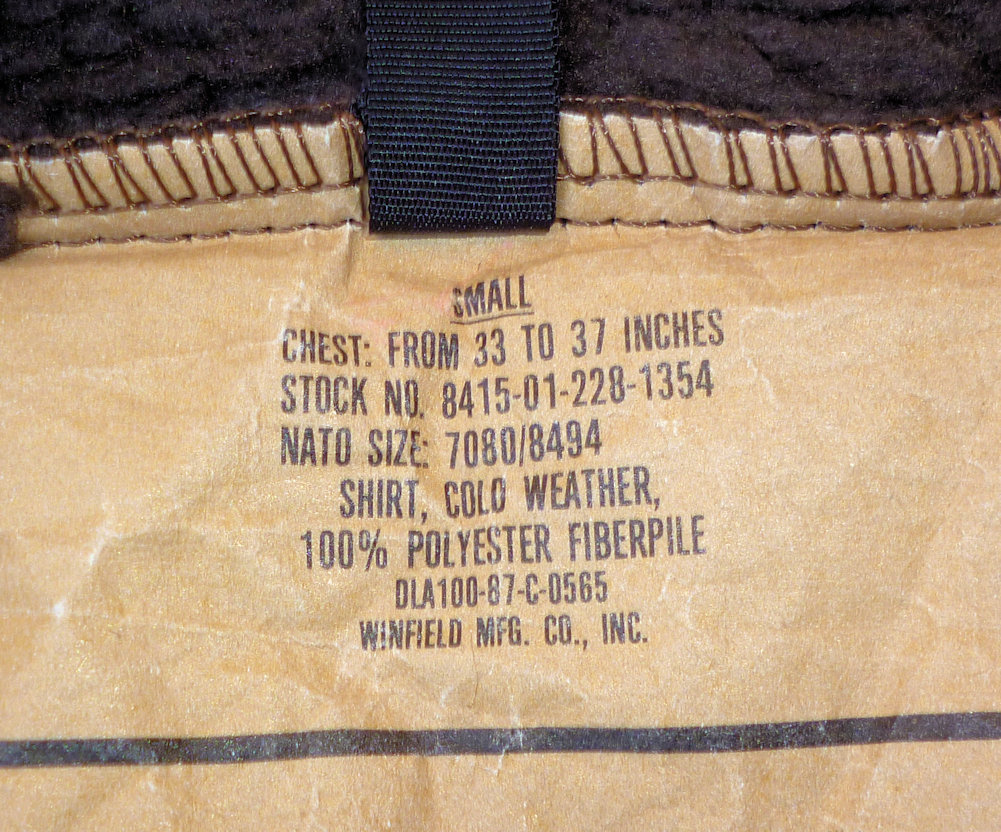 SMALL
CHEST: FROM 33 TO 37 INCHES
STOCK NO. 8415-01-228-1354
NATO SIZE: 7080/8494
SHIRT, COLD WEATHER,
100% POLYESTER FIBERPILE
DLA100-87-C-0565
WINFIELD MFG. CO., INC.